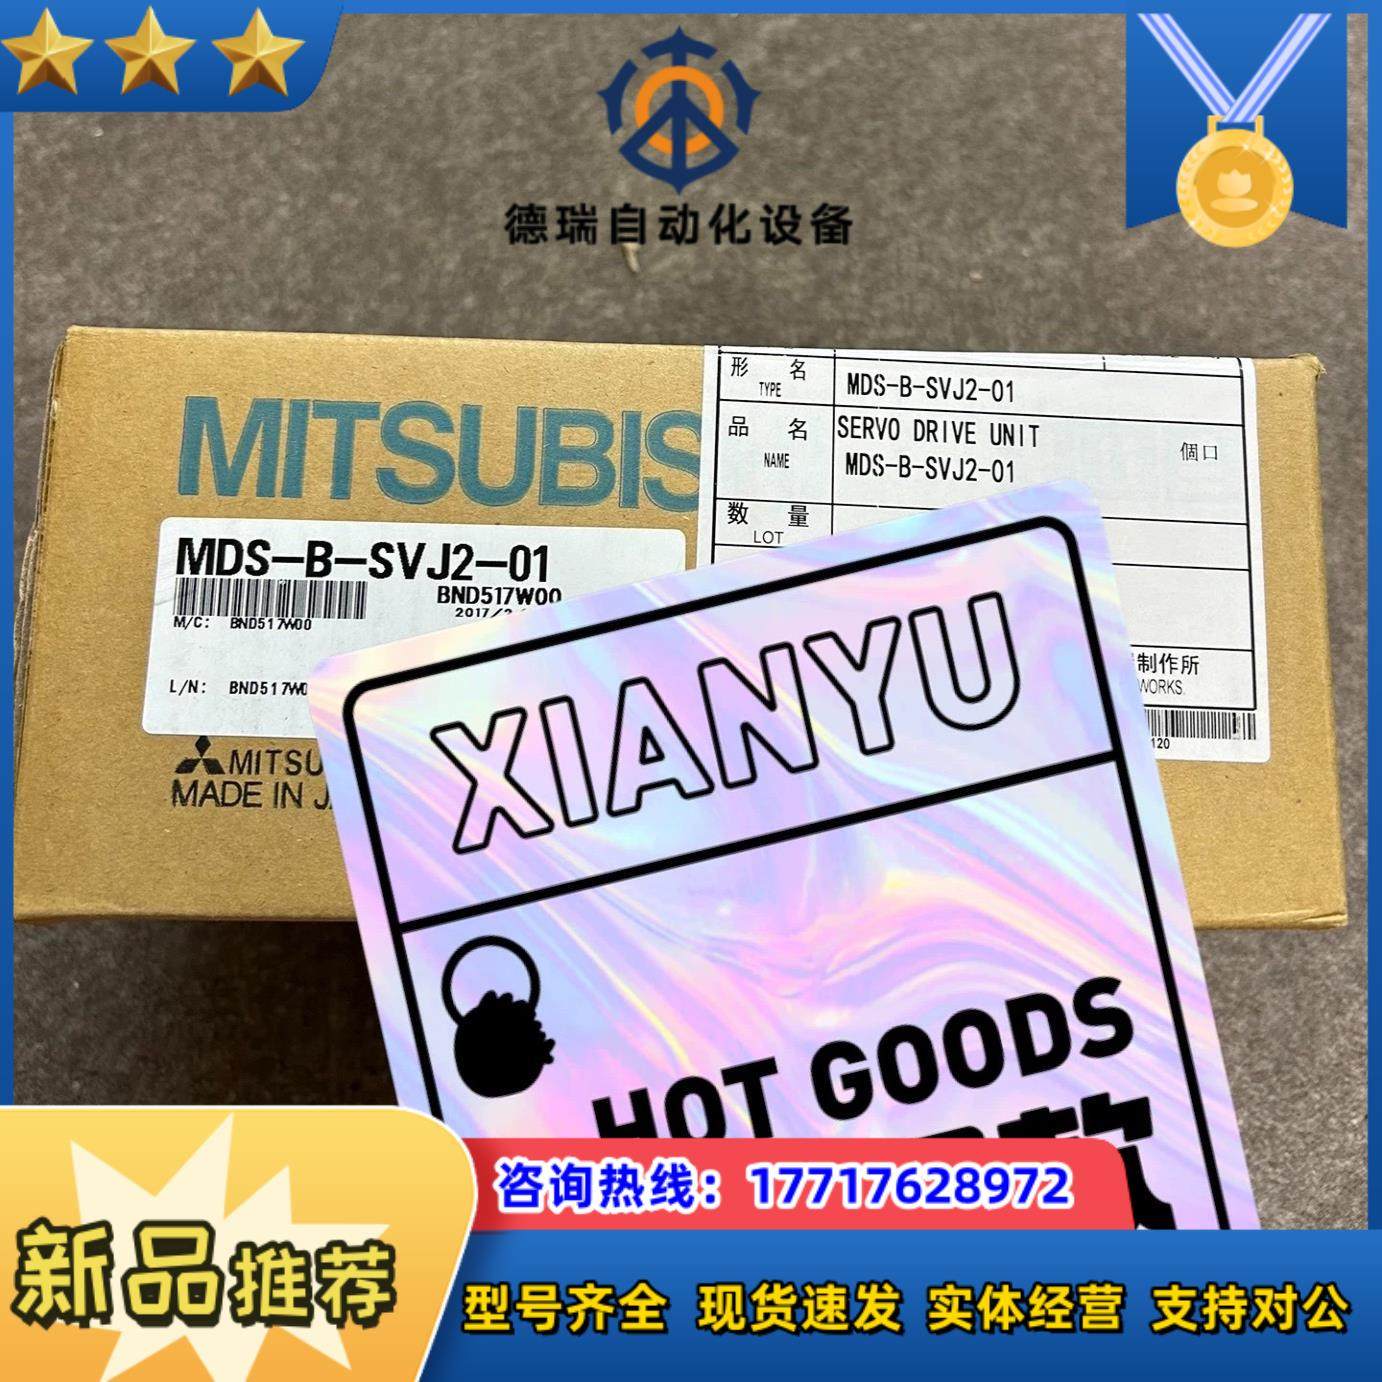 德瑞自动化设备
形 名
TYPE
MDS-B-SVJ2-01
品 名
NAME
SERVO DRIVE UNIT
MDS-B-SVJ2-01
個口
数 量
LOT
制作所
WORKS.
120
MITSUBIS
MDS-B-SVJ2-01
BND517W00
2017/
M/C: BND517W00
L/N: BND517W0
MITSU
MADE IN J
XIANYU
HOT GOODS
咨询热线：17717628972
新品推荐
型号齐全 现货速发 实体经营 支持对公